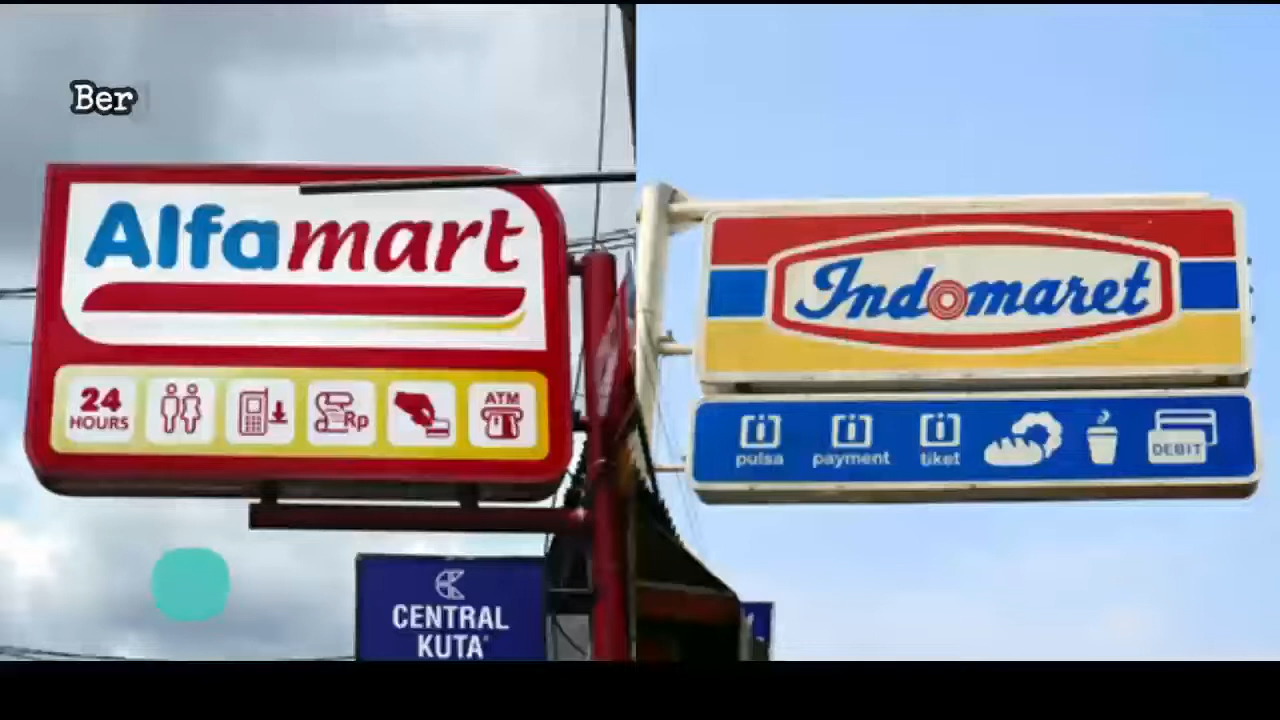 Ber
Alfamart
24
HOURS
Rp
ATM
CENTRAL
KUTA
Indomaret
pulsa
payment
tiket
DEBIT